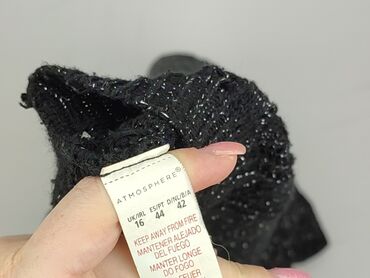 ATMOSPHERE®
UK/IRL ES/PT D/NL/B/A
16 44 42
KEEP AWAY FROM FIRE
MANTENER ALEJADO
DEL FUEGO
MANTER LONGE
DO FOGO